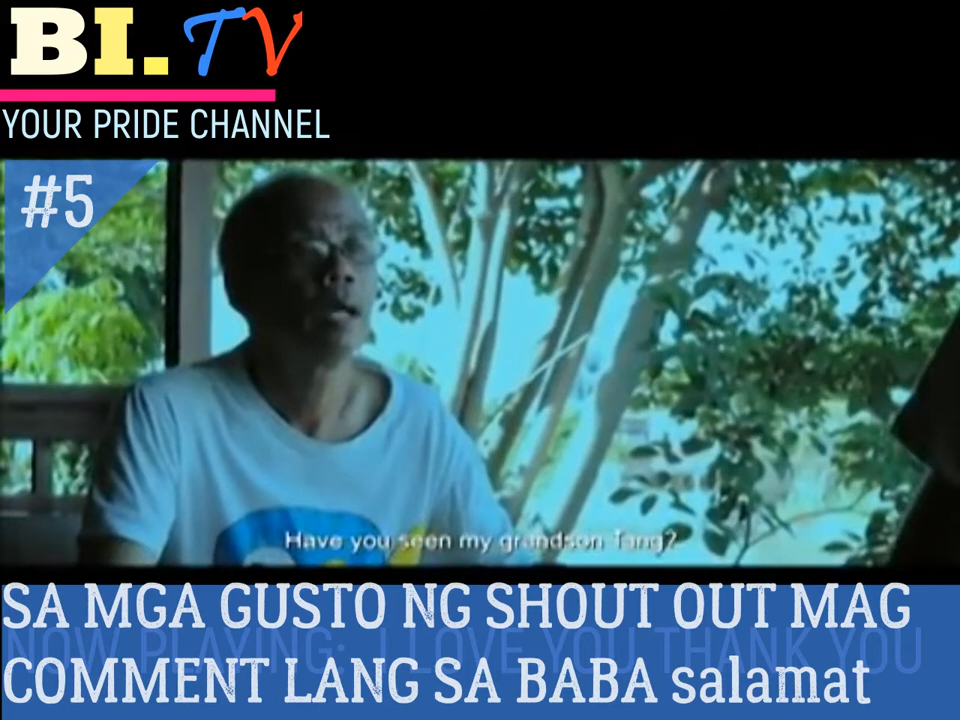 BI.TV
YOUR PRIDE CHANNEL
#5
Have you seen my grandson Tang?
SA MGA GUSTO NG SHOUT OUT MAG
NOW PLAYING: I LOVE YOU THANK YOU
COMMENT LANG SA BABA salamat